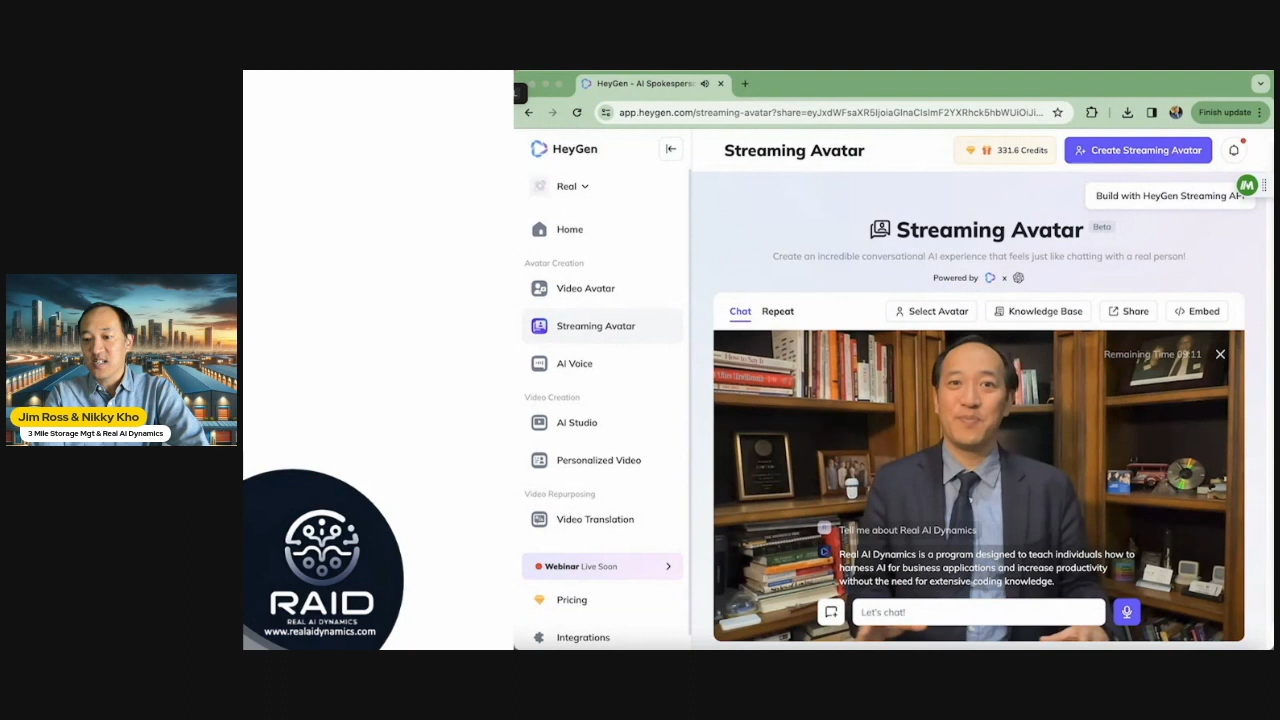 Jim Ross & Nikky Kho
3 Mile Storage Mgt & Real AI Dynamics
RAID
REAL AI DYNAMICS
www.realaidynamics.com
HeyGen - AI Spokespers
app.heygen.com/streaming-avatar?share=
Finish update
HeyGen
Streaming Avatar
331.6 Credits
Create Streaming Avatar
Real
Build with HeyGen Streaming AP
Home
Streaming Avatar Beta
Create an incredible conversational AI experience that feels just like chatting with a real person!
Powered by x
Avatar Creation
Video Avatar
Streaming Avatar
AI Voice
Video Creation
AI Studio
Personalized Video
Video Repurposing
Video Translation
Webinar Live Soon
Pricing
Integrations
Chat Repeat Select Avatar Knowledge Base Share Embed
Remaining Time 09:11
Tell me about Real AI Dynamics
Real AI Dynamics is a program designed to teach individuals how to
harness AI for business applications and increase productivity
without the need for extensive coding knowledge.
Let's chat!